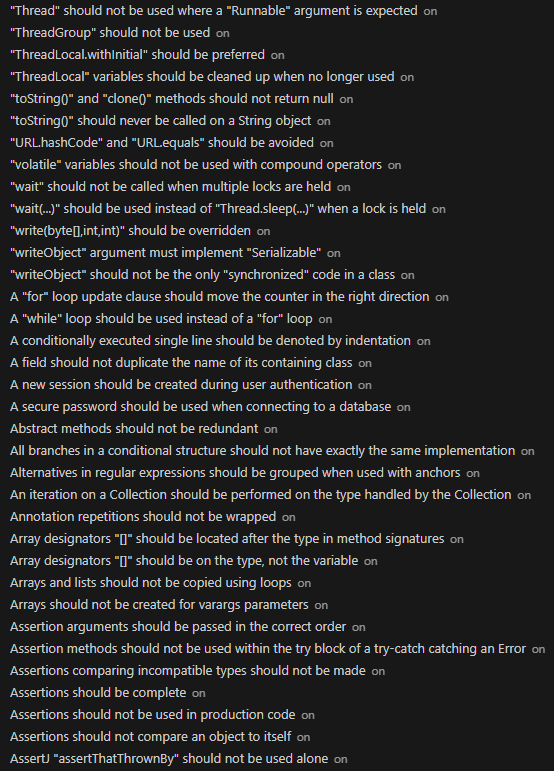 "Thread" should not be used where a "Runnable" argument is expected on
"ThreadGroup" should not be used on
"ThreadLocal.withInitial" should be preferred on
"ThreadLocal" variables should be cleaned up when no longer used on
"toString()" and "clone()" methods should not return null on
"toString()" should never be called on a String object on
"URL.hashCode" and "URL.equals" should be avoided on
"volatile" variables should not be used with compound operators on
"wait" should not be called when multiple locks are held on
"wait(...)" should be used instead of "Thread.sleep(...)" when a lock is held on
"write(byte[],int,int)" should be overridden on
"writeObject" argument must implement "Serializable" on
"writeObject" should not be the only "synchronized" code in a class on
A "for" loop update clause should move the counter in the right direction on
A "while" loop should be used instead of a "for" loop on
A conditionally executed single line should be denoted by indentation on
A field should not duplicate the name of its containing class on
A new session should be created during user authentication on
A secure password should be used when connecting to a database on
Abstract methods should not be redundant on
All branches in a conditional structure should not have exactly the same implementation on
Alternatives in regular expressions should be grouped when used with anchors on
An iteration on a Collection should be performed on the type handled by the Collection on
Annotation repetitions should not be wrapped on
Array designators "[]" should be located after the type in method signatures on
Array designators "[]" should be on the type, not the variable on
Arrays and lists should not be copied using loops on
Arrays should not be created for varargs parameters on
Assertion arguments should be passed in the correct order on
Assertion methods should not be used within the try block of a try-catch catching an Error on
Assertions comparing incompatible types should not be made on
Assertions should be complete on
Assertions should not be used in production code on
Assertions should not compare an object to itself on
AssertJ "assertThatThrownBy" should not be used alone on